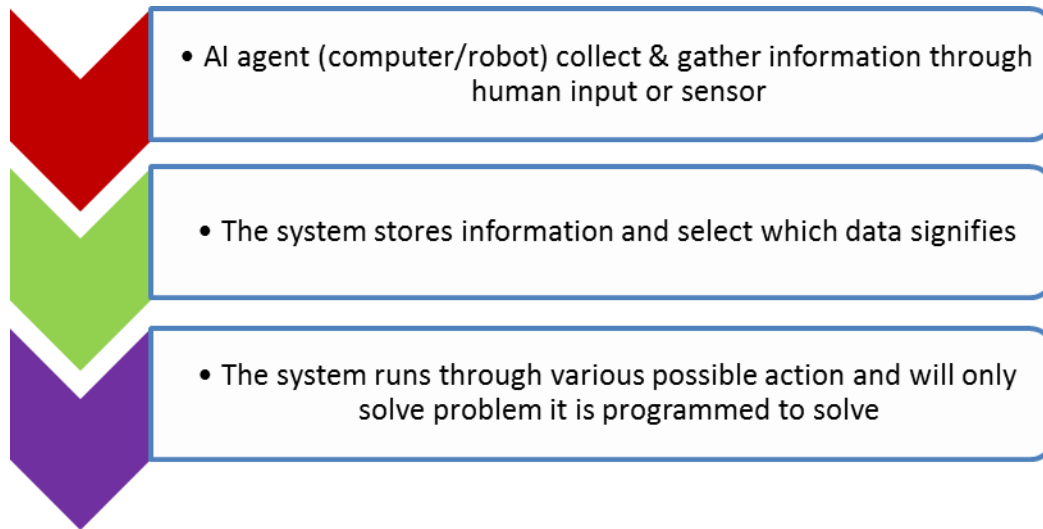 • AI agent (computer/robot) collect & gather information through
human input or sensor
• The system stores information and select which data signifies
• The system runs through various possible action and will only
solve problem it is programmed to solve